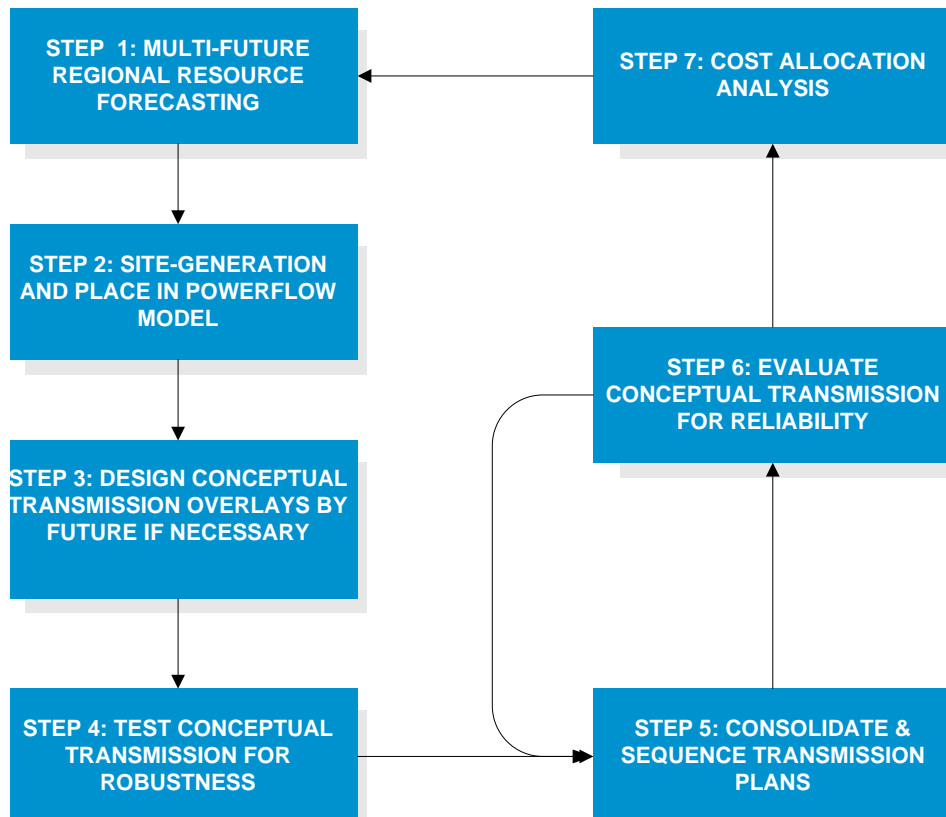 STEP 1: MULTI-FUTURE
REGIONAL RESOURCE
FORECASTING
STEP 2: SITE-GENERATION
AND PLACE IN POWERFLOW
MODEL
STEP 3: DESIGN CONCEPTUAL
TRANSMISSION OVERLAYS BY
FUTURE IF NECESSARY
STEP 4: TEST CONCEPTUAL
TRANSMISSION FOR
ROBUSTNESS
STEP 5: CONSOLIDATE &
SEQUENCE TRANSMISSION
PLANS
STEP 6: EVALUATE
CONCEPTUAL TRANSMISSION
FOR RELIABILITY
STEP 7: COST ALLOCATION
ANALYSIS